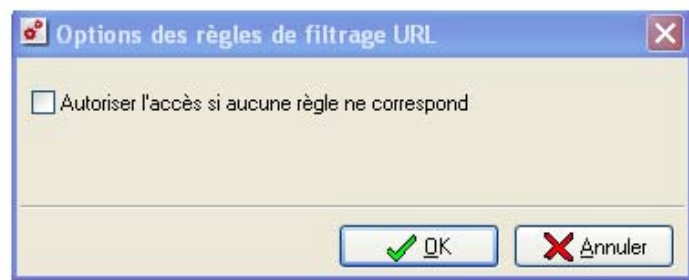 Options des règles de filtrage URL
Autoriser l'accès si aucune règle ne correspond
OK
Annuler